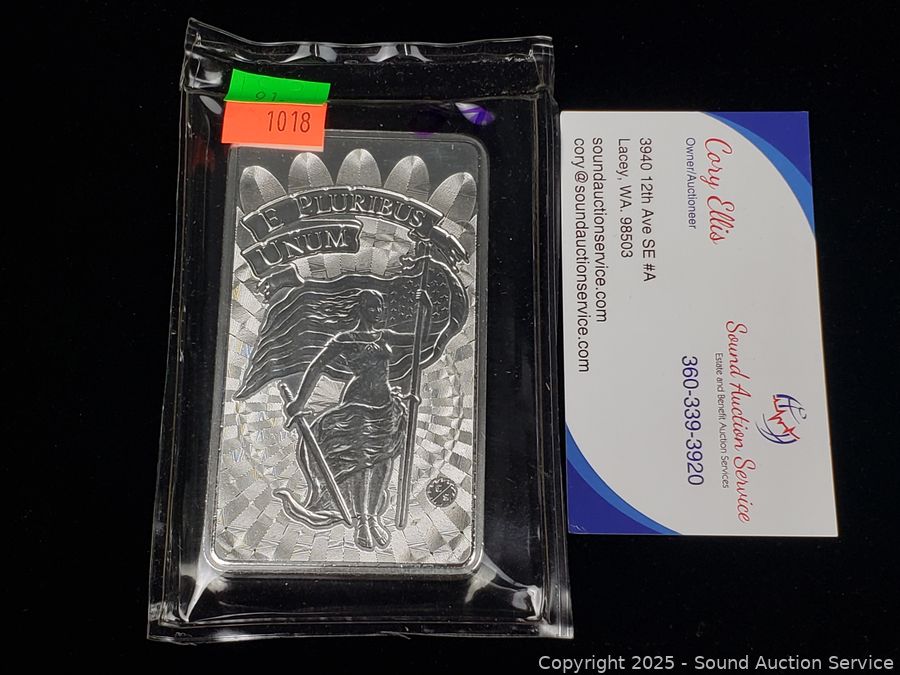 1018
E PLURIBUS
UNUM
Cory Ellis
Owner/Auctioneer
3940 12th Ave SE #A
Lacey, WA. 98503
soundauctionservice.com
cory@soundauctionservice.com
Sound Auction Service
Estate and Benefit Auction Services
360-339-3920
Copyright 2025 - Sound Auction Service